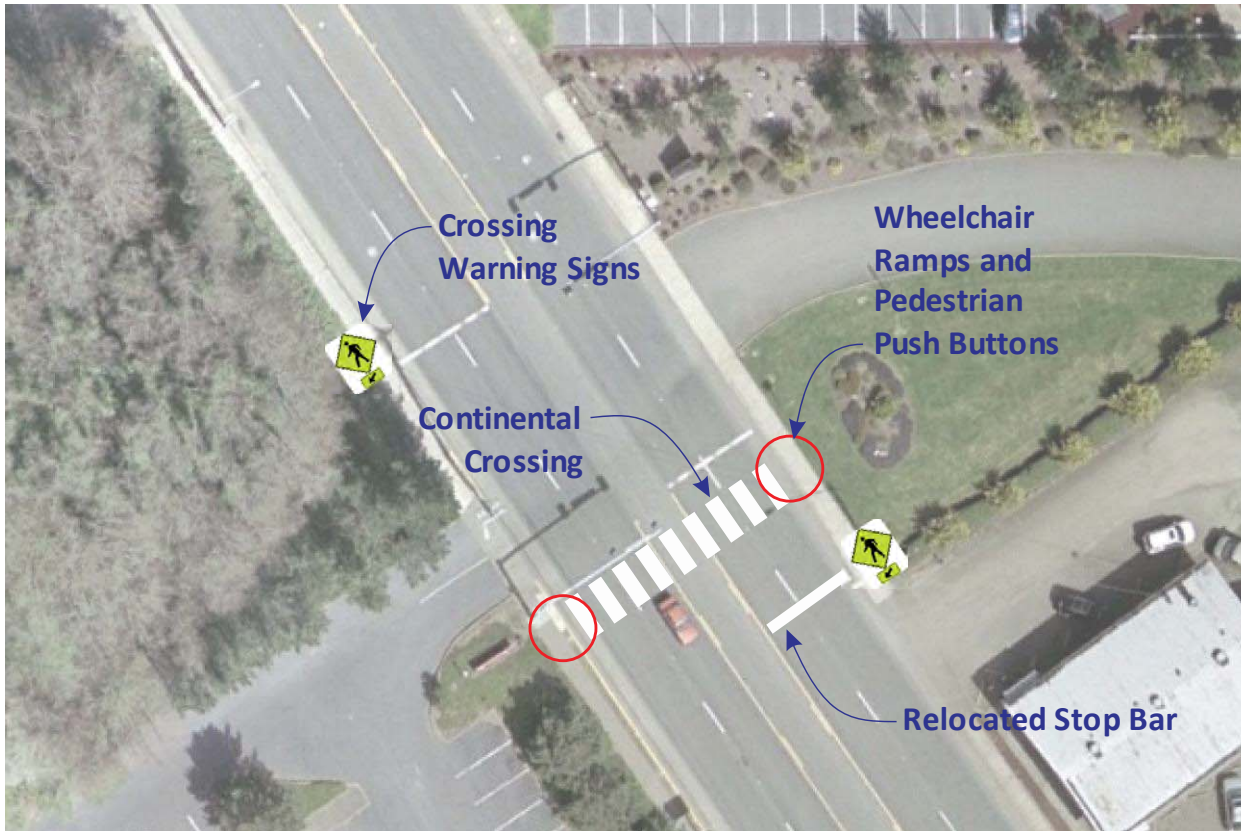 Crossing
Warning Signs
Wheelchair
Ramps and
Pedestrian
Push Buttons
Continental
Crossing
Relocated Stop Bar